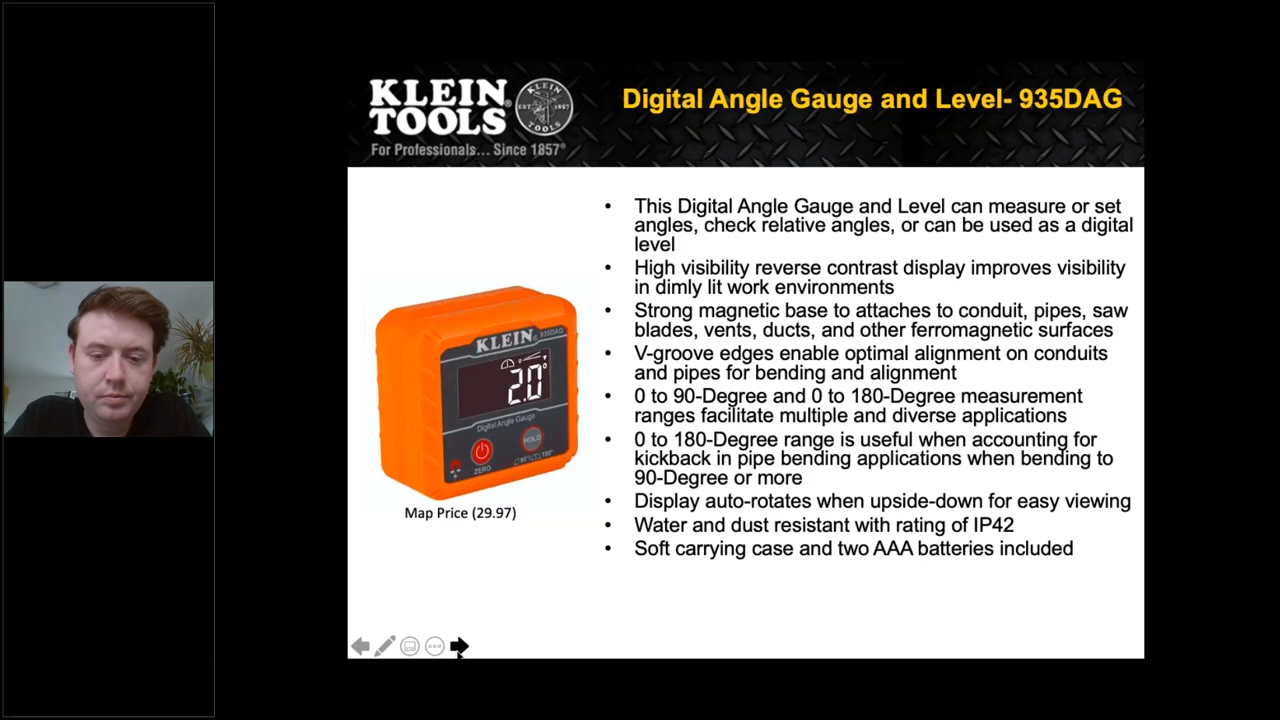 KLEIN
TOOLS®
For Professionals... Since 1857®
KLEIN
EST. 1857
TOOLS
Digital Angle Gauge and Level- 935DAG
KLEIN® 935DAG
2.0°
Digital Angle Gauge
HOLD
ZERO
90°/180°
Map Price (29.97)
• This Digital Angle Gauge and Level can measure or set
angles, check relative angles, or can be used as a digital
level
• High visibility reverse contrast display improves visibility
in dimly lit work environments
• Strong magnetic base to attaches to conduit, pipes, saw
blades, vents, ducts, and other ferromagnetic surfaces
• V-groove edges enable optimal alignment on conduits
and pipes for bending and alignment
• 0 to 90-Degree and 0 to 180-Degree measurement
ranges facilitate multiple and diverse applications
• 0 to 180-Degree range is useful when accounting for
kickback in pipe bending applications when bending to
90-Degree or more
• Display auto-rotates when upside-down for easy viewing
• Water and dust resistant with rating of IP42
• Soft carrying case and two AAA batteries included